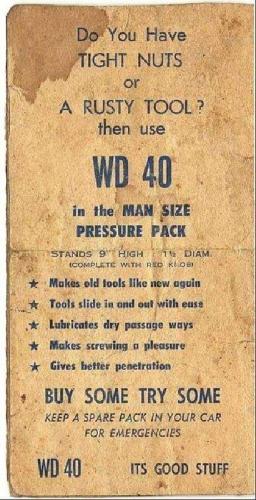 Do You Have
TIGHT NUTS
or
A RUSTY TOOL?
then use
WD 40
in the MAN SIZE
PRESSURE PACK
STANDS 9" HIGH 1½ DIAM.
(COMPLETE WITH RED KNOB)
★ Makes old tools like new again
★ Tools slide in and out with ease
★ Lubricates dry passage ways
★ Makes screwing a pleasure
★ Gives better penetration
BUY SOME TRY SOME
KEEP A SPARE PACK IN YOUR CAR
FOR EMERGENCIES
WD 40 ITS GOOD STUFF